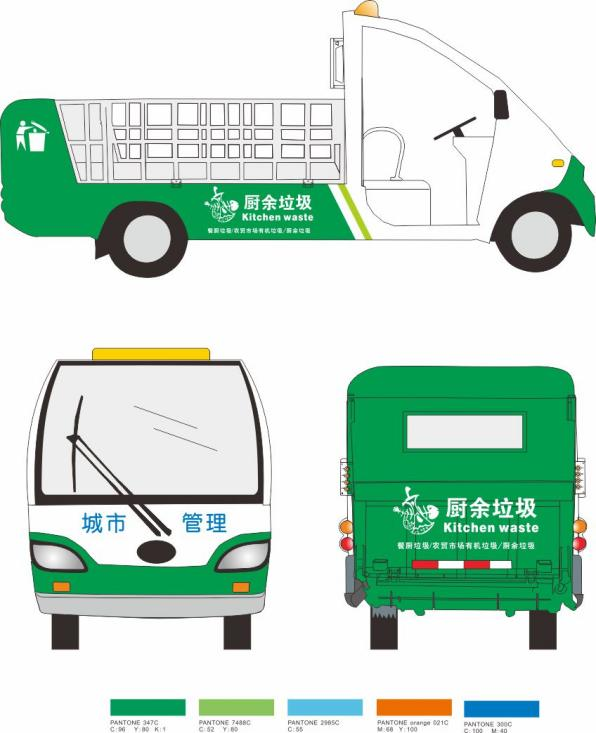 厨余垃圾
Kitchen waste
餐厨垃圾/农贸市场有机垃圾/厨余垃圾
城市 管理
厨余垃圾
Kitchen waste
餐厨垃圾/农贸市场有机垃圾/厨余垃圾
PANTONE 347C
C:96 Y:80 K:1
PANTONE 7488C
C:52 Y:80
PANTONE 2985C
C:55
PANTONE orange 021C
M:68 Y:100
PANTONE 300C
C:100 M:40